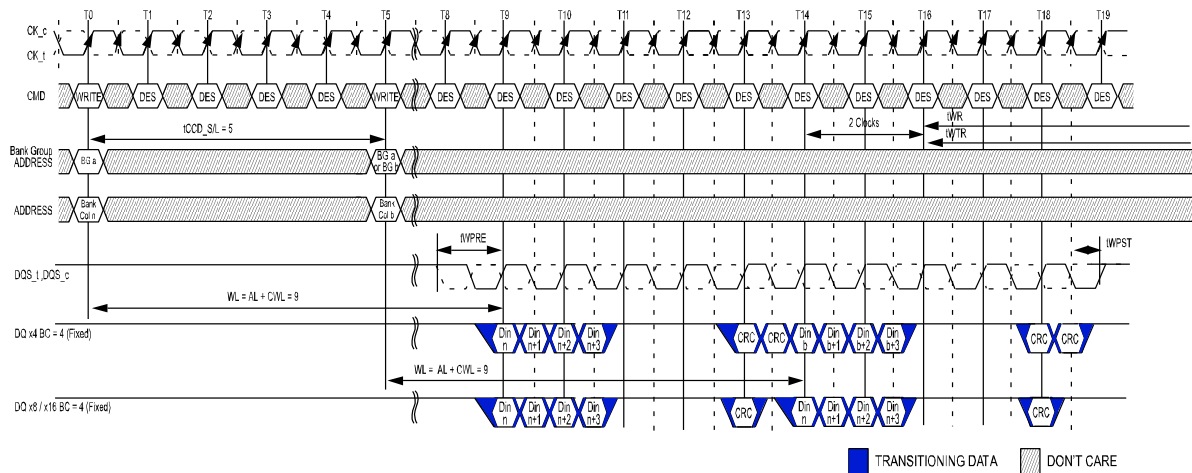 T0 T1 T2 T3 T4 T5 T8 T9 T10 T11 T12 T13 T14 T15 T16 T17 T18 T19
CK_c
CK_t
CMD WRITE DES DES DES DES WRITE DES DES DES DES DES DES DES DES DES DES DES DES
tCCD_S/L = 5
2 Clocks
tWR
tWTR
Bank Group
ADDRESS
BG a
BG a
or BG b
ADDRESS
Bank
Col n
Bank
Col b
tWPRE
tWPST
DQS_t ,DQS_c
WL = AL + CWL = 9
DQ x4 BC = 4 (Fixed)
Din
n
Din
n+1
Din
n+2
Din
n+3
CRC
CRC
Din
b
Din
b+1
Din
b+2
Din
b+3
CRC
CRC
WL = AL + CWL = 9
DQ x8 / x16 BC = 4 (Fixed)
Din
n
Din
n+1
Din
n+2
Din
n+3
CRC
Din
n
Din
n+1
Din
n+2
Din
n+3
CRC
TRANSITIONING DATA
DON'T CARE